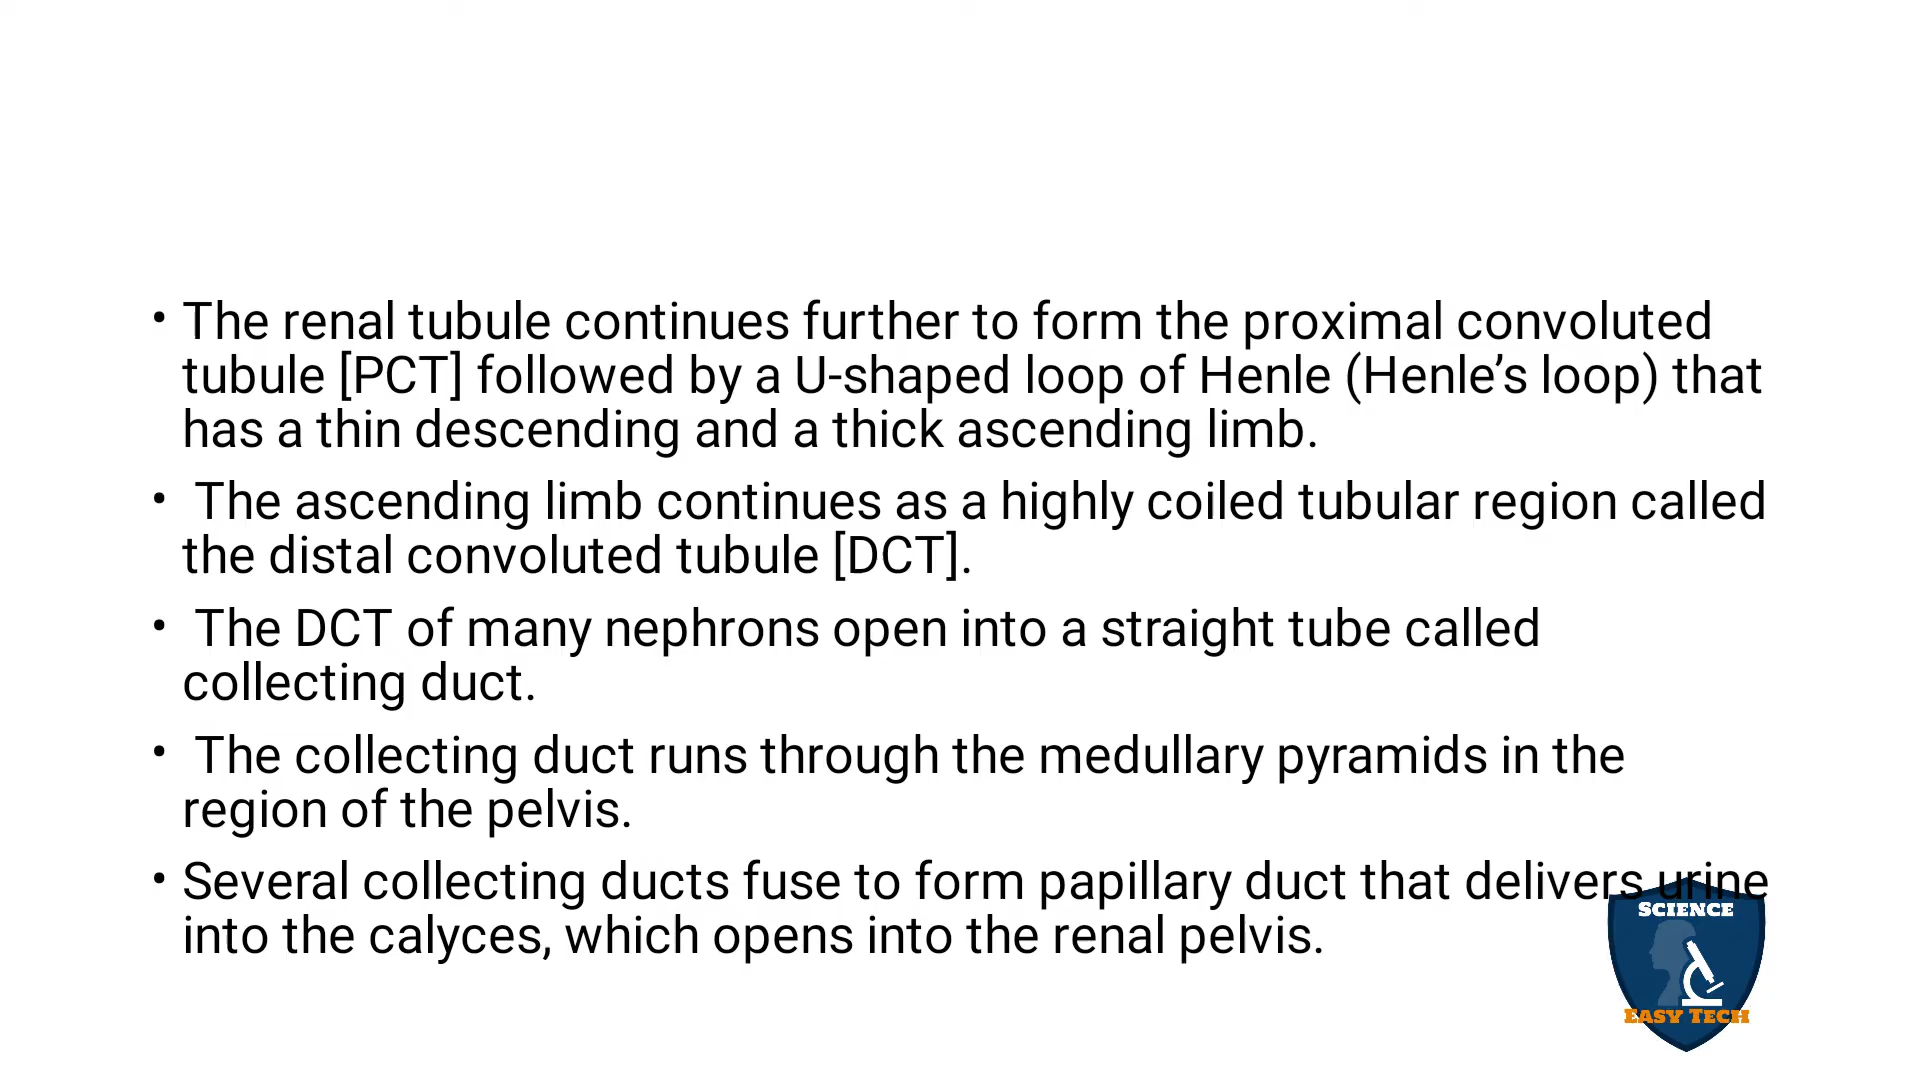 • The renal tubule continues further to form the proximal convoluted
tubule [PCT] followed by a U-shaped loop of Henle (Henle’s loop) that
has a thin descending and a thick ascending limb.
• The ascending limb continues as a highly coiled tubular region called
the distal convoluted tubule [DCT].
• The DCT of many nephrons open into a straight tube called
collecting duct.
• The collecting duct runs through the medullary pyramids in the
region of the pelvis.
• Several collecting ducts fuse to form papillary duct that delivers urine
into the calyces, which opens into the renal pelvis.
SCIENCE
EASY TECH